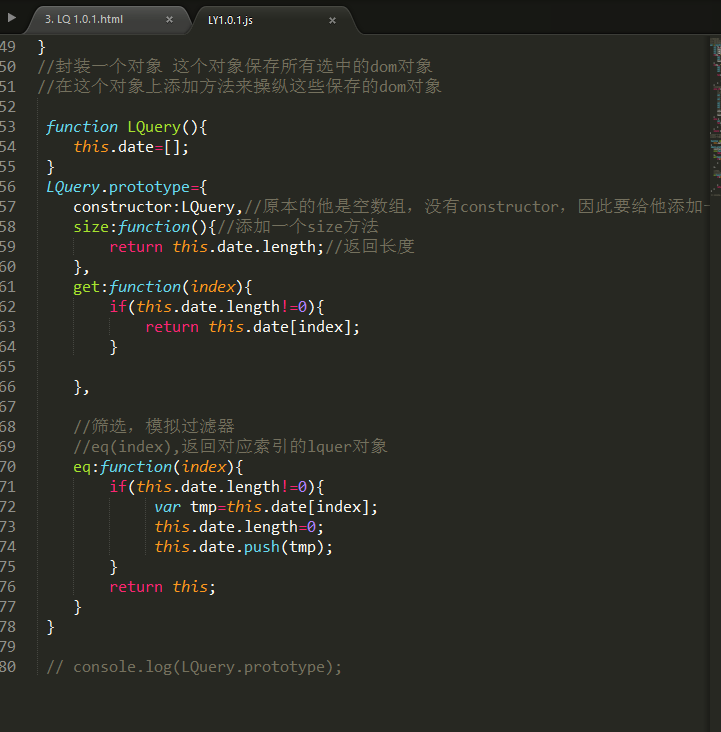 3. LQ 1.0.1.html × LY1.0.1.js ×
49 }
50 //封装一个对象 这个对象保存所有选中的dom对象
51 //在这个对象上添加方法来操纵这些保存的dom对象
52
53 function LQuery(){
54 this.date=[];
55 }
56 LQuery.prototype={
57 constructor:LQuery,//原本的他是空数组，没有constructor，因此要给他添加一
58 size:function(){//添加一个size方法
59 return this.date.length;//返回长度
60 },
61 get:function(index){
62 if(this.date.length!=0){
63 return this.date[index];
64 }
65
66 },
67
68 //筛选，模拟过滤器
69 //eq(index),返回对应索引的lquer对象
70 eq:function(index){
71 if(this.date.length!=0){
72 var tmp=this.date[index];
73 this.date.length=0;
74 this.date.push(tmp);
75 }
76 return this;
77 }
78 }
79
80 // console.log(LQuery.prototype);